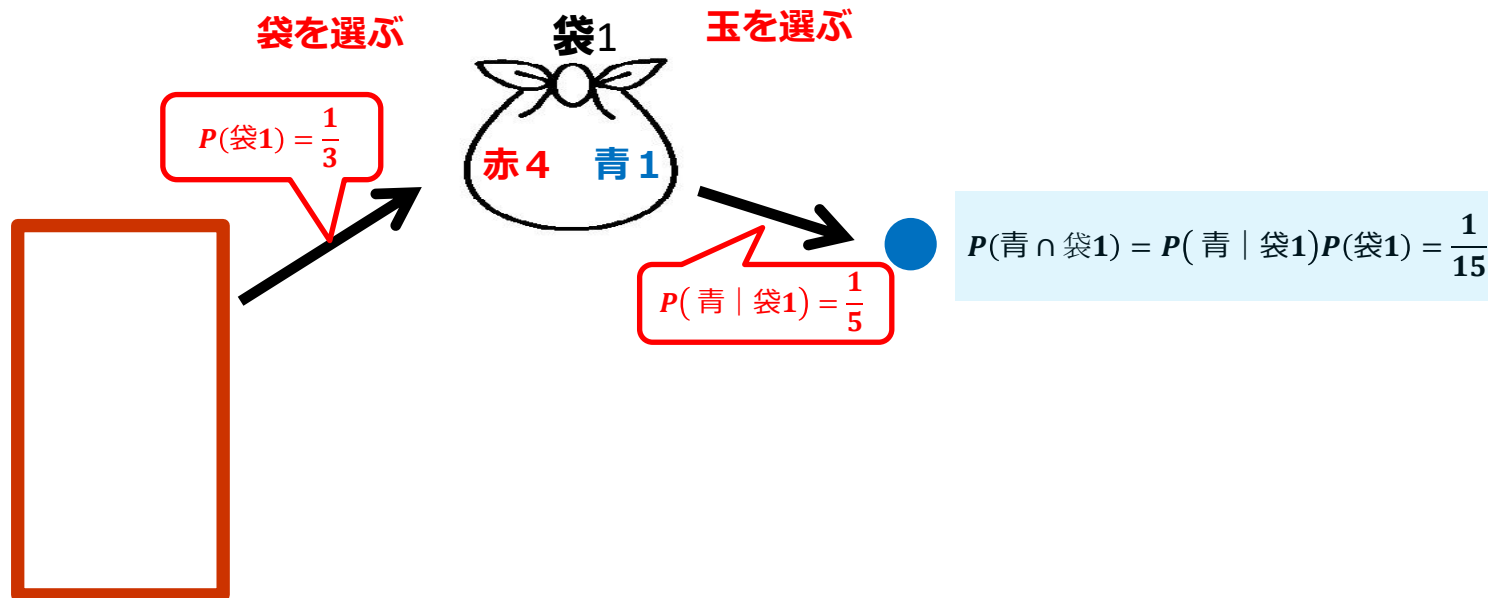 袋を選ぶ
袋1
玉を選ぶ
P(袋1) = 1/3
赤4 青1
P( 青 | 袋1) = 1/5
P(青 ∩ 袋1) = P( 青 | 袋1)P(袋1) = 1/15